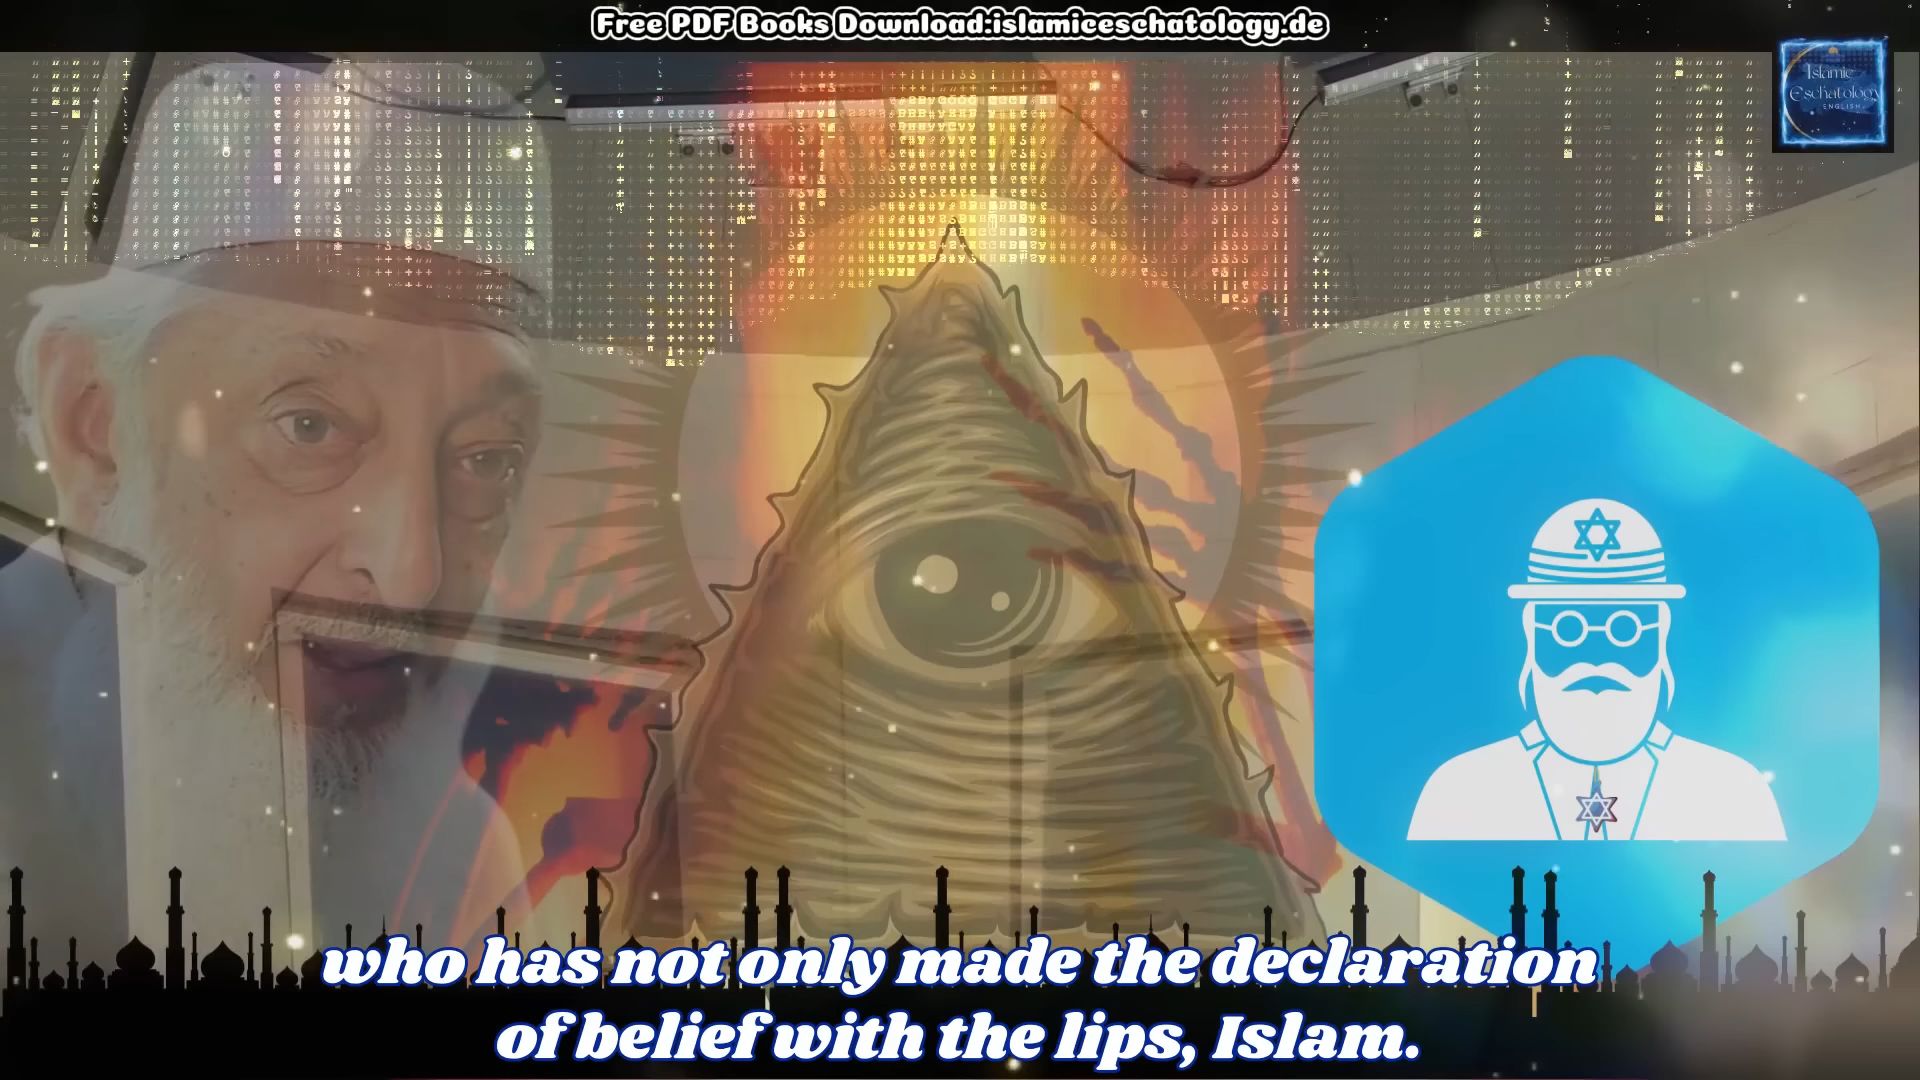 Free PDF Books Download:islamiceschatology.de
Islamic
Eschatology
ENGLISH
who has not only made the declaration
of belief with the lips, Islam.